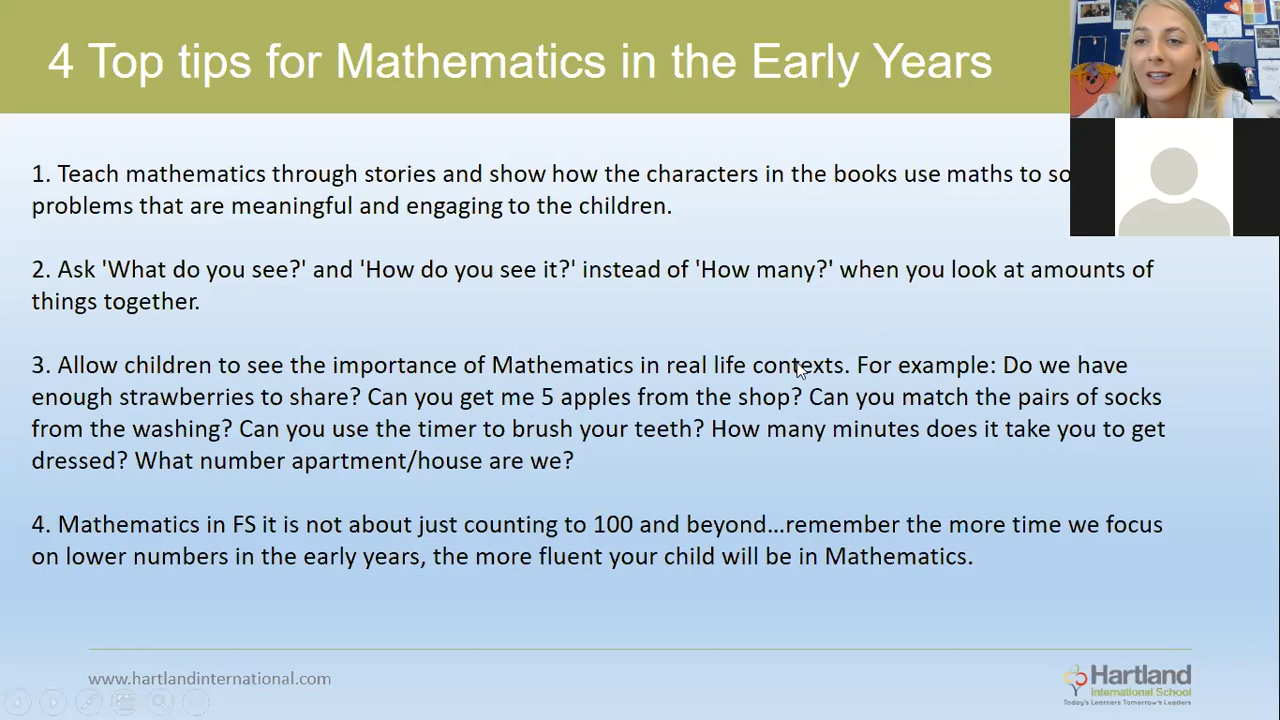 4 Top tips for Mathematics in the Early Years
1. Teach mathematics through stories and show how the characters in the books use maths to
problems that are meaningful and engaging to the children.
2. Ask 'What do you see?' and 'How do you see it?' instead of 'How many?' when you look at amounts of
things together.
3. Allow children to see the importance of Mathematics in real life contexts. For example: Do we have
enough strawberries to share? Can you get me 5 apples from the shop? Can you match the pairs of socks
from the washing? Can you use the timer to brush your teeth? How many minutes does it take you to get
dressed? What number apartment/house are we?
4. Mathematics in FS it is not about just counting to 100 and beyond...remember the more time we focus
on lower numbers in the early years, the more fluent your child will be in Mathematics.
www.hartlandinternational.com
Hartland
International School
Today's Learners Tomorrow's Leaders